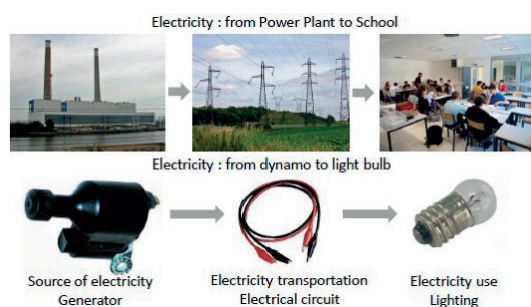 Electricity : from Power Plant to School
Electricity : from dynamo to light bulb
Source of electricity
Generator
Electricity transportation
Electrical circuit
Electricity use
Lighting